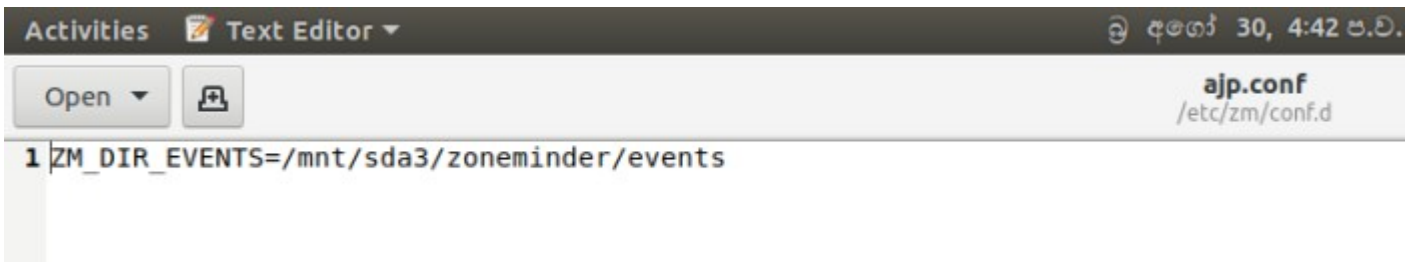 Activities Text Editor බ්‍ර අගෝ 30, 4:42 ප.ව.
Open ajp.conf
/etc/zm/conf.d
1 ZM_DIR_EVENTS=/mnt/sda3/zoneminder/events